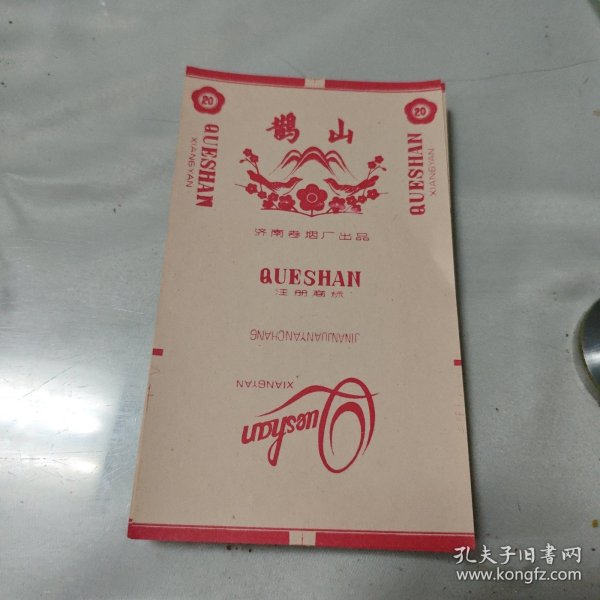 20
QUESHAN
XIANGYAN
鹊山
济南卷烟厂出品
20
QUESHAN
XIANGYAN
QUESHAN
注册商标
JINANJUANYANCHANG
Queshan
XIANGYAN
孔夫子旧书网
www.kongfz.com